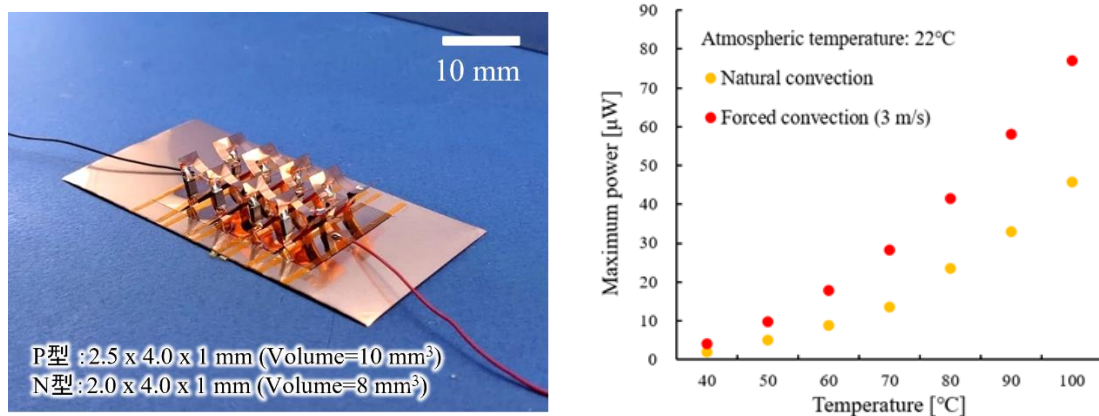 10 mm
P型 :2.5 x 4.0 x 1 mm (Volume=10 mm³)
N型 :2.0 x 4.0 x 1 mm (Volume=8 mm³)
90
80
70
60
50
40
30
20
10
0
Maximum power [μW]
Atmospheric temperature: 22℃
Natural convection
Forced convection (3 m/s)
40 50 60 70 80 90 100
Temperature [℃]